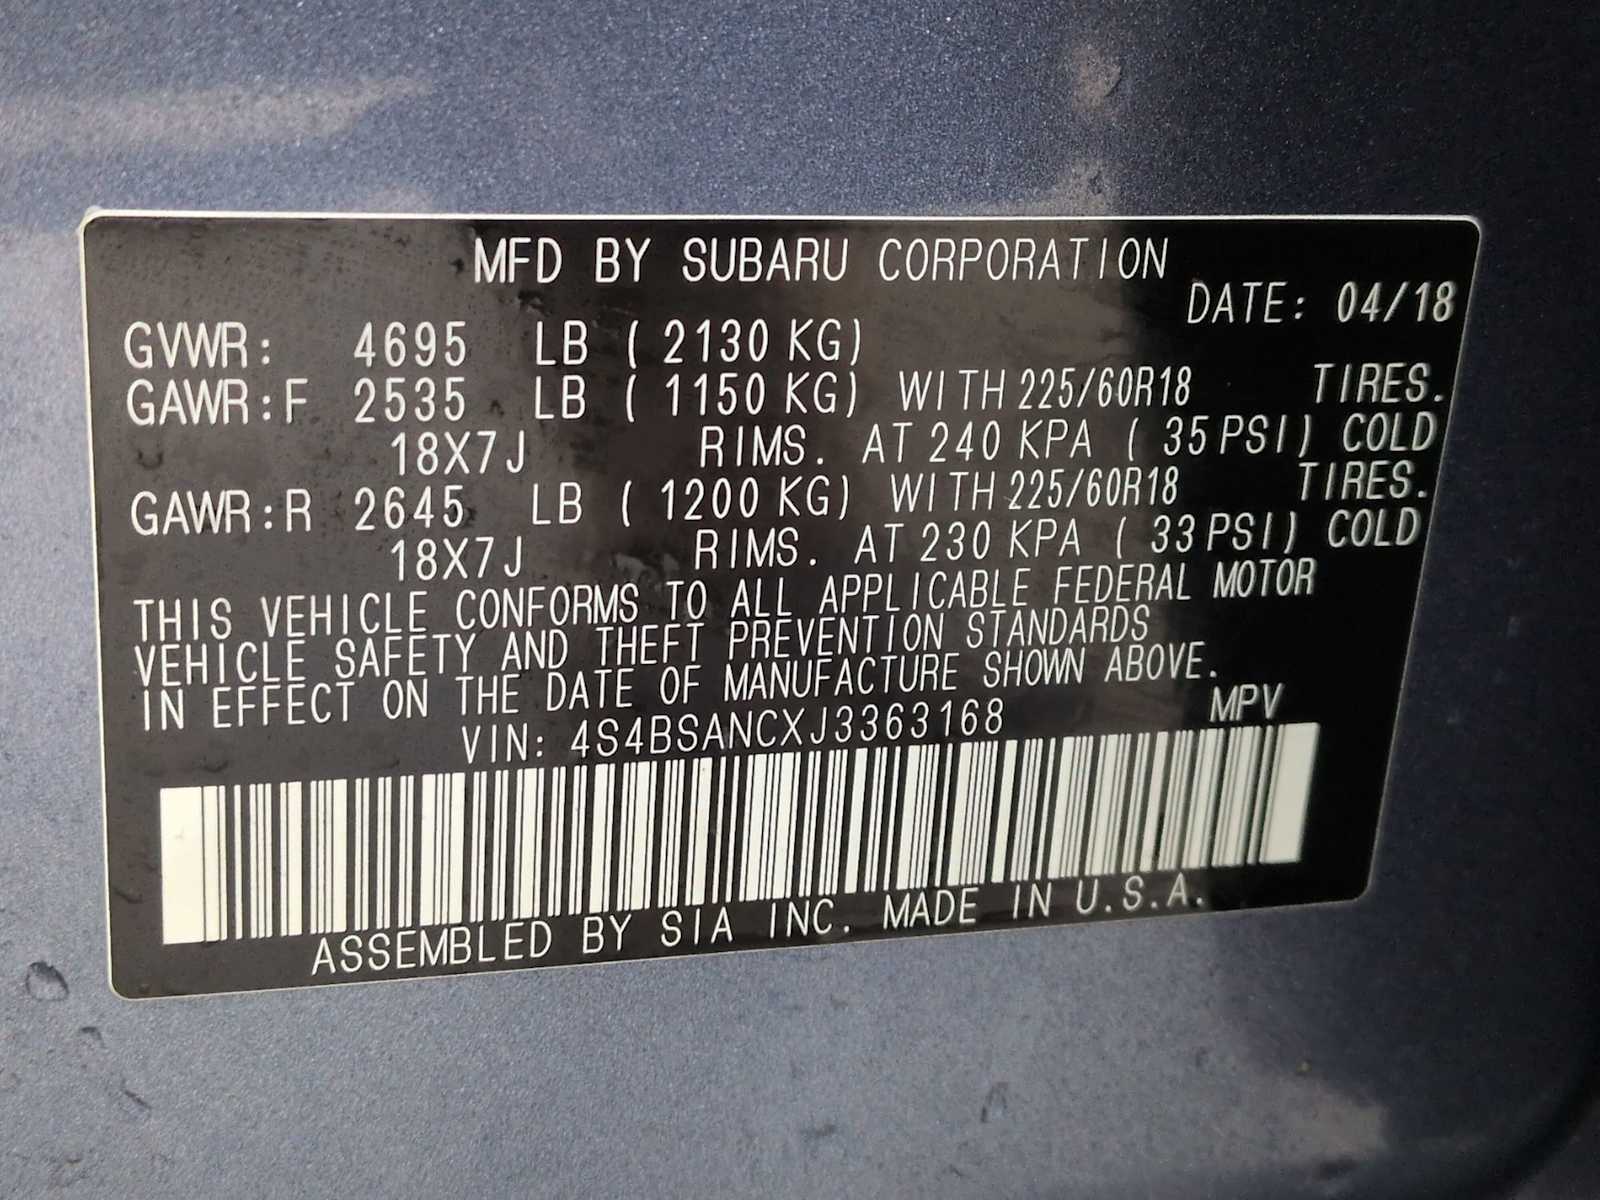 MFD BY SUBARU CORPORATION
DATE: 04/18
GVWR: 4695 LB ( 2130 KG)
GAWR:F 2535 LB ( 1150 KG) WITH 225/60R18 TIRES.
18X7J RIMS. AT 240 KPA ( 35 PSI) COLD
GAWR:R 2645 LB ( 1200 KG) WITH 225/60R18 TIRES.
18X7J RIMS. AT 230 KPA ( 33 PSI) COLD
THIS VEHICLE CONFORMS TO ALL APPLICABLE FEDERAL MOTOR
VEHICLE SAFETY AND THEFT PREVENTION STANDARDS
IN EFFECT ON THE DATE OF MANUFACTURE SHOWN ABOVE.
VIN: 4S4BSANCXJ3363168 MPV
ASSEMBLED BY SIA INC. MADE IN U.S.A.